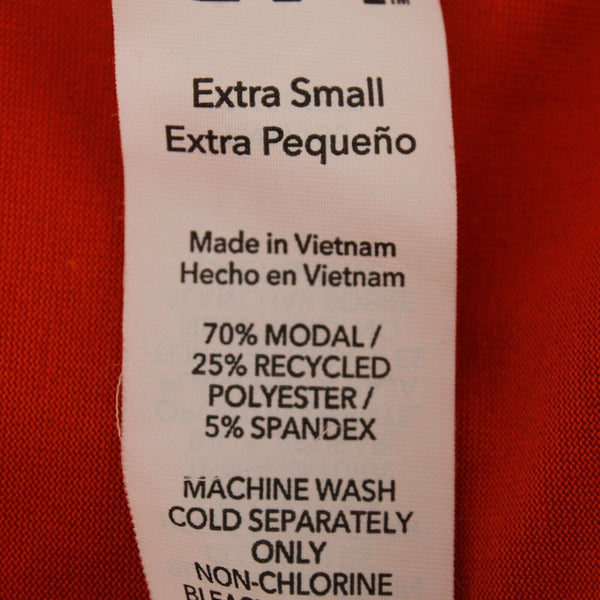 Extra Small
Extra Pequeño
Made in Vietnam
Hecho en Vietnam
70% MODAL /
25% RECYCLED
POLYESTER /
5% SPANDEX
MACHINE WASH
COLD SEPARATELY
ONLY
NON-CHLORINE